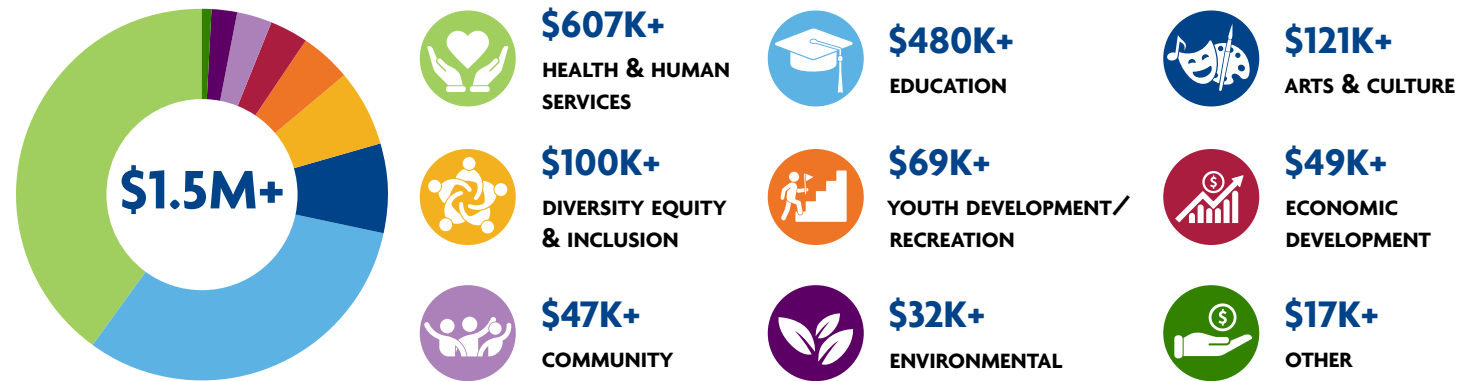 $1.5M+
$607K+
HEALTH & HUMAN
SERVICES
$480K+
EDUCATION
$121K+
ARTS & CULTURE
$100K+
DIVERSITY EQUITY
& INCLUSION
$69K+
YOUTH DEVELOPMENT/
RECREATION
$49K+
ECONOMIC
DEVELOPMENT
$47K+
COMMUNITY
$32K+
ENVIRONMENTAL
$17K+
OTHER